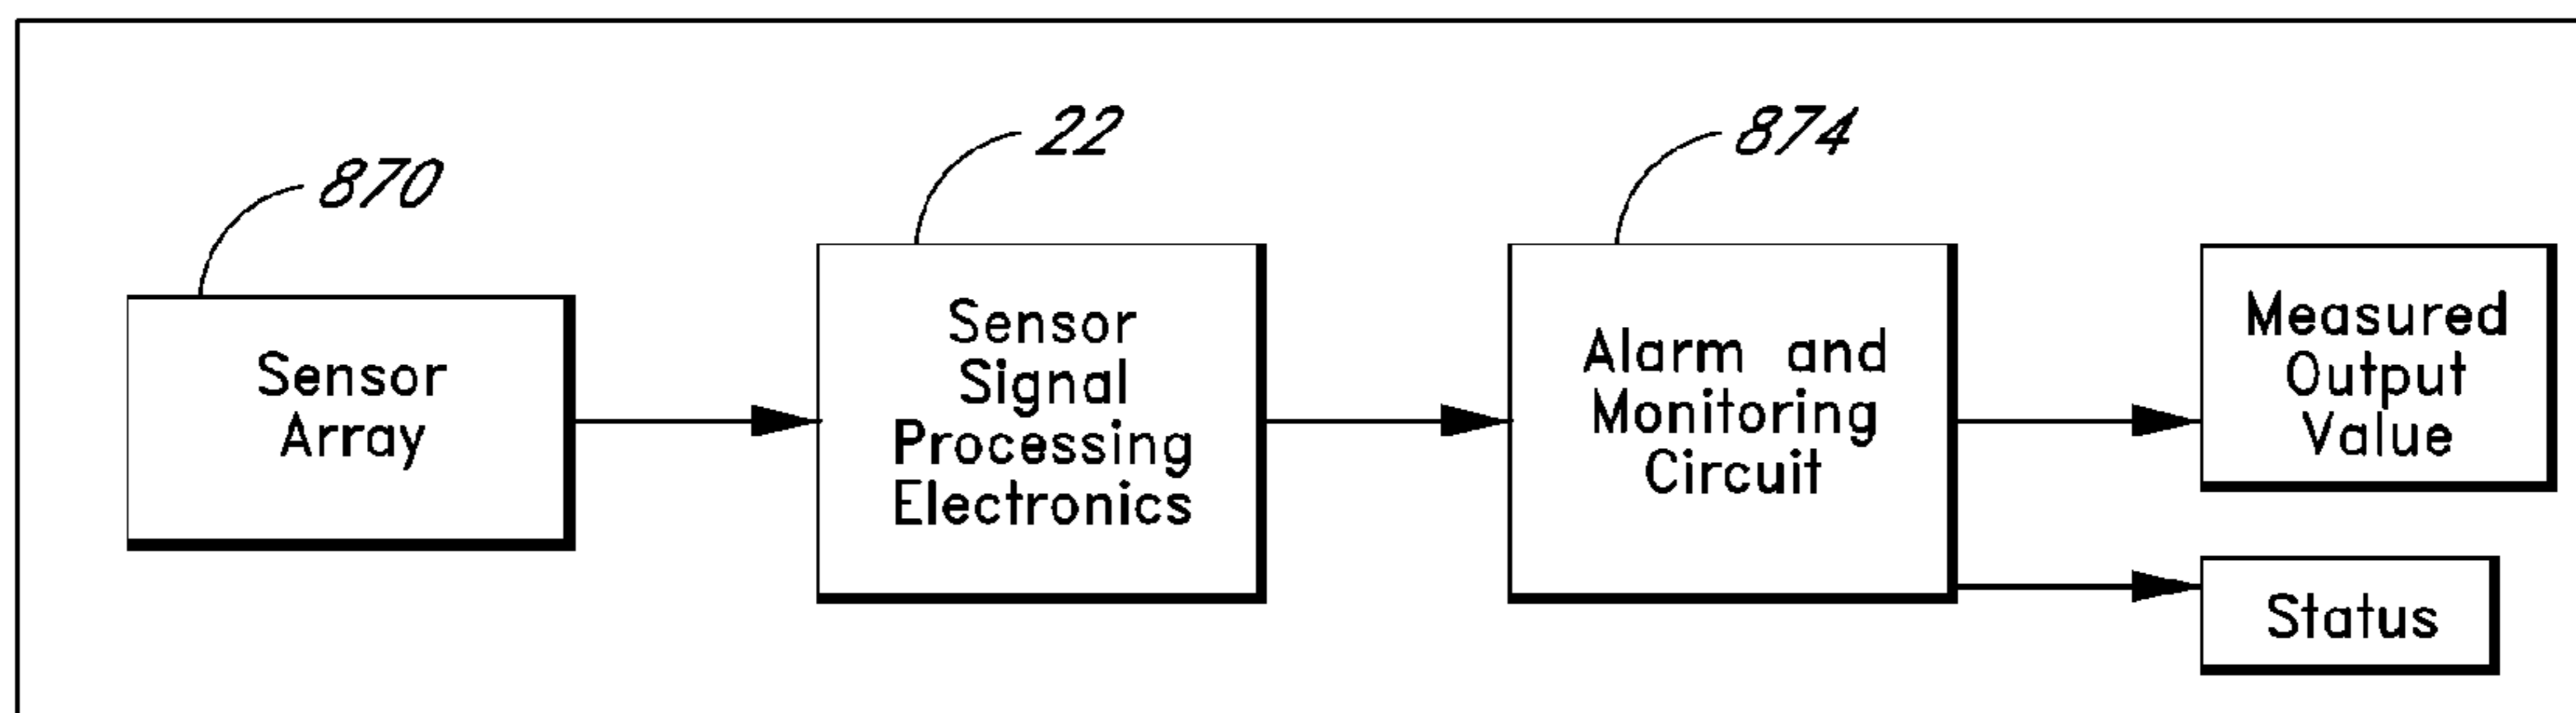 870
22
874
Sensor
Array
Sensor
Signal
Processing
Electronics
Alarm and
Monitoring
Circuit
Measured
Output
Value
Status